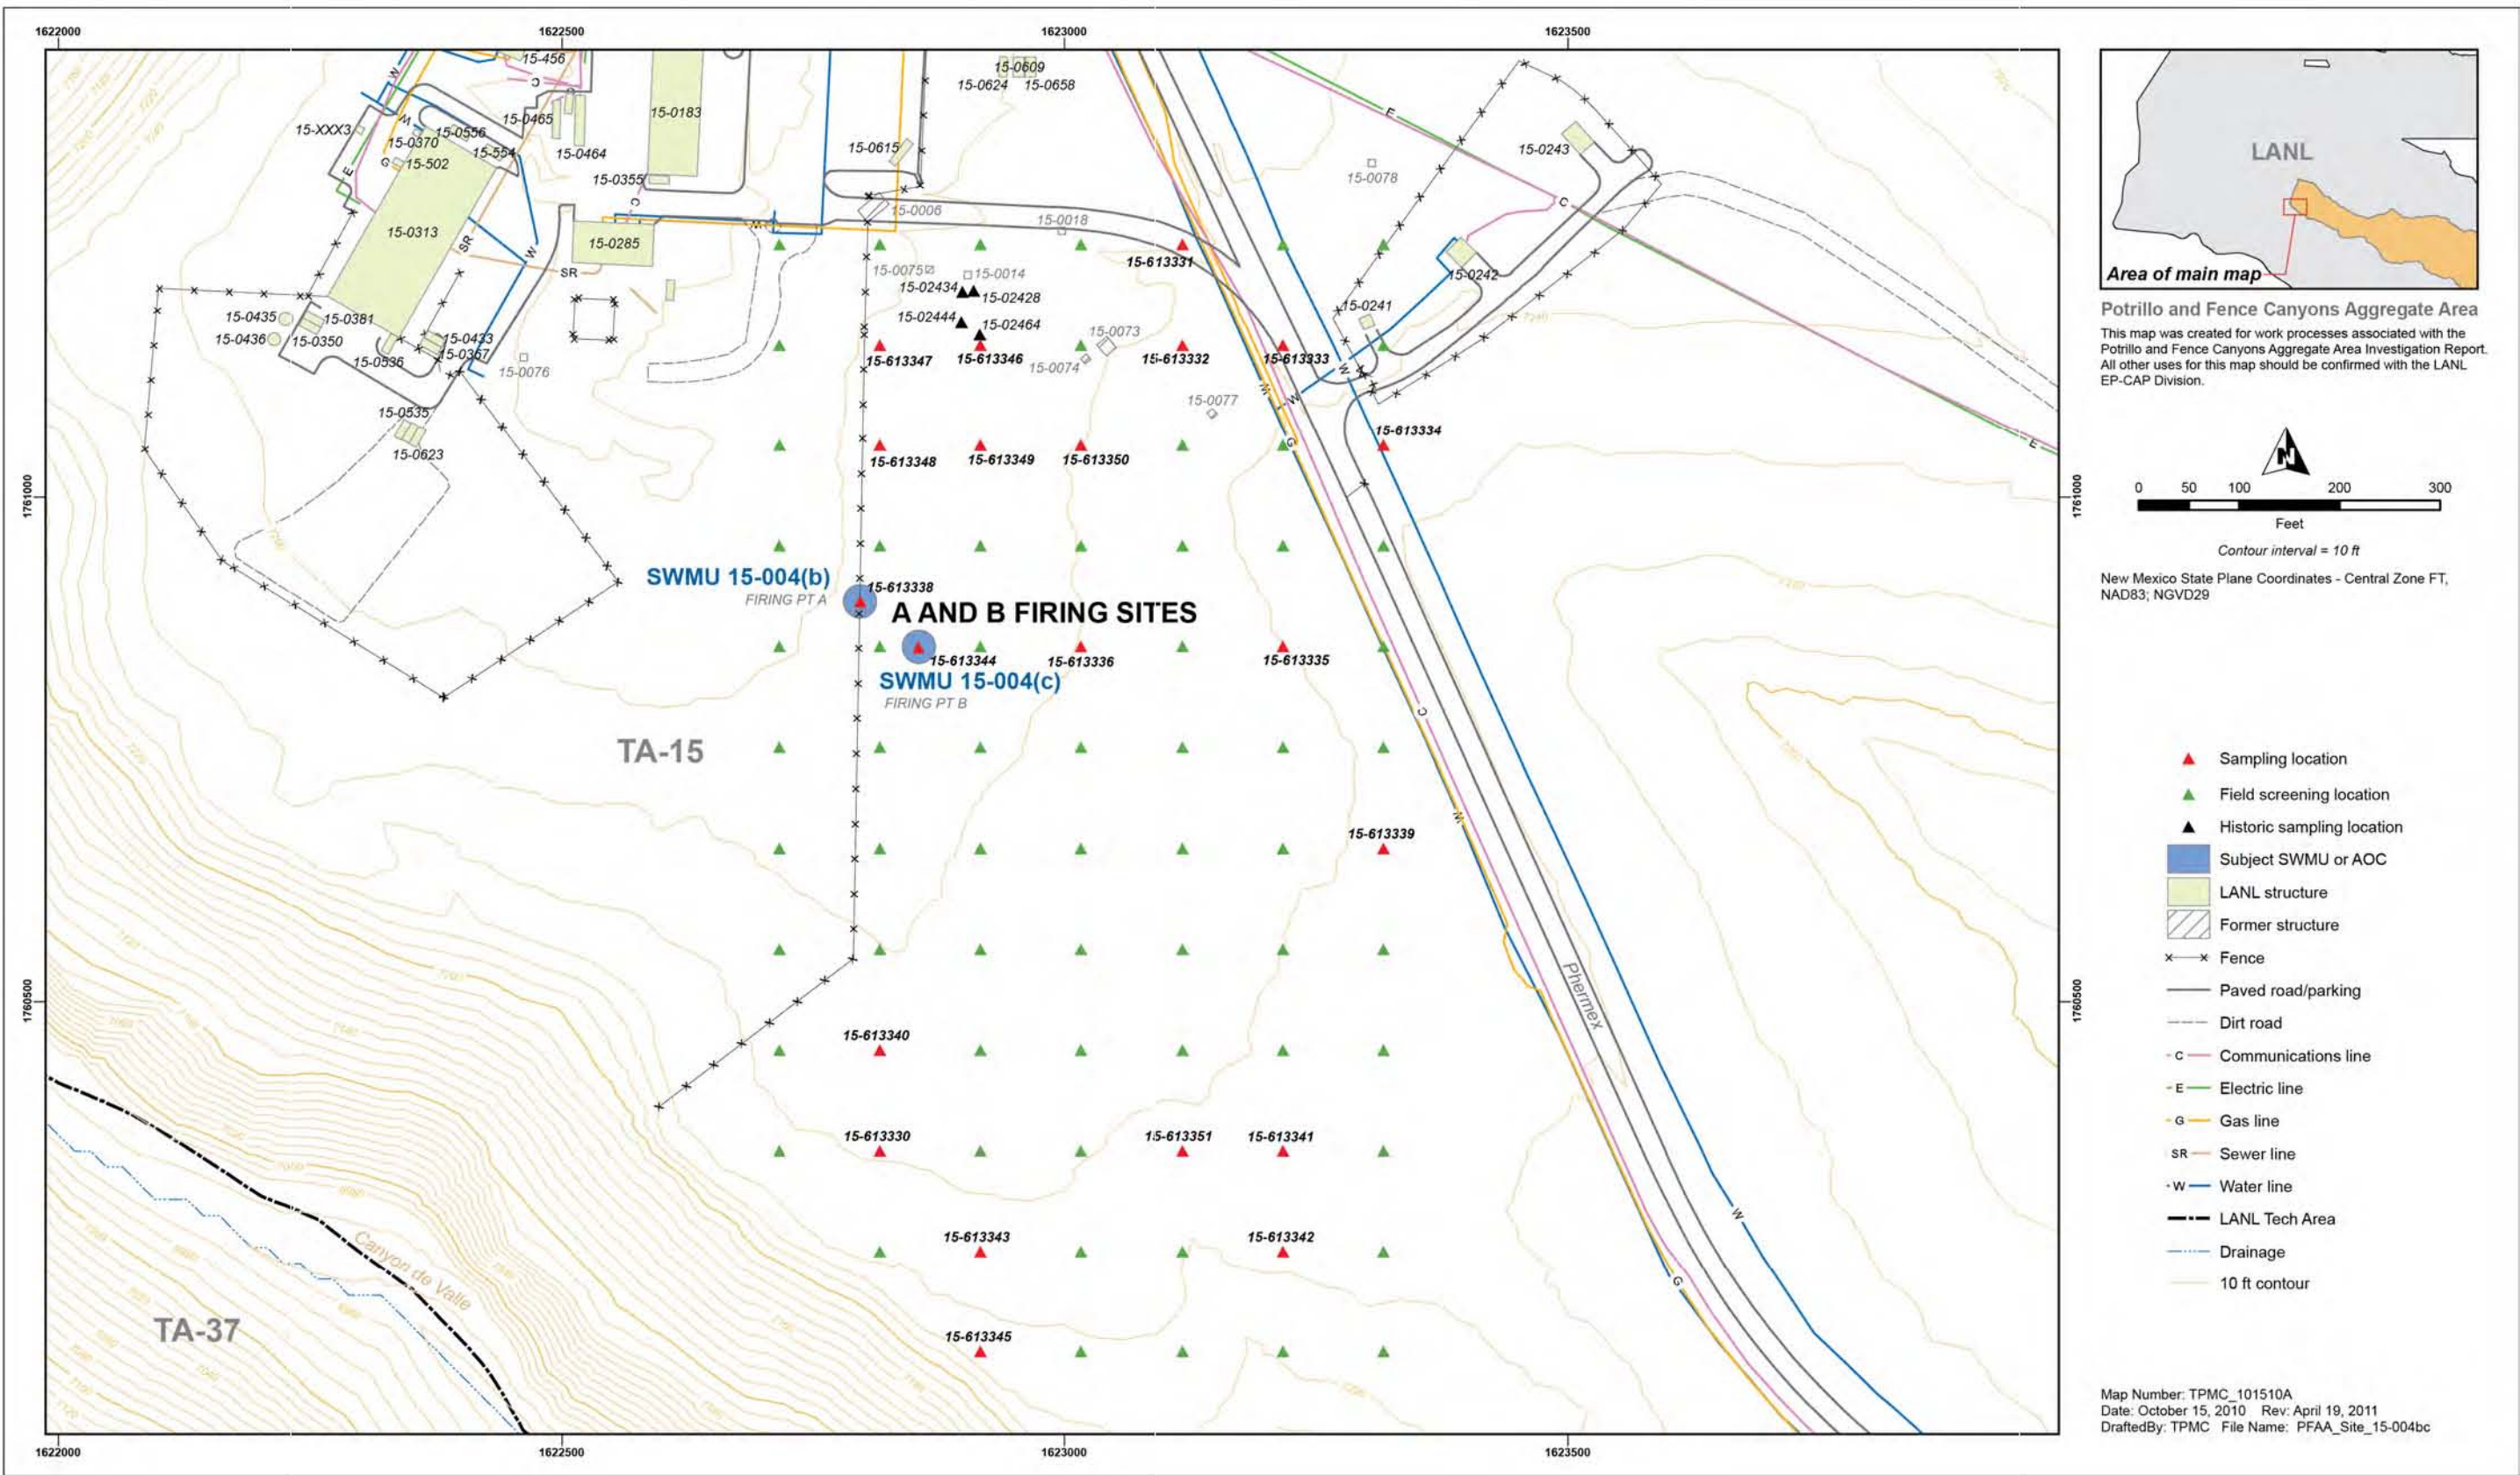 1622000
1622500
1623000
1623500
15-456
15-0609
15-0624
15-0658
15-0183
15-0465
15-XXX3
15-0556
15-0370
15-554
15-502
15-0464
15-0615
15-0243
15-0078
15-0355
15-0006
15-0018
15-0313
15-0285
15-613331
15-0242
15-0075
15-0014
15-02434
15-02428
15-0241
15-0435
15-0381
15-02444
15-02464
15-0073
15-0436
15-0350
15-0433
15-0357
15-0536
15-0076
15-613347
15-613346
15-0074
15-613332
15-613333
15-0077
15-0535
15-0623
15-613334
15-613348
15-613349
15-613350
1761000
1761000
SWMU 15-004(b)
FIRING PT A
15-613338
A AND B FIRING SITES
15-613344
15-613336
15-613335
SWMU 15-004(c)
FIRING PT B
TA-15
15-613339
1760500
1760500
Phermex
15-613340
15-613330
15-613351
15-613341
15-613343
15-613342
Canyon de Valle
TA-37
15-613345
1622000
1622500
1623000
1623500
LANL
Area of main map
Potrillo and Fence Canyons Aggregate Area
This map was created for work processes associated with the
Potrillo and Fence Canyons Aggregate Area Investigation Report.
All other uses for this map should be confirmed with the LANL
EP-CAP Division.
N
0 50 100 200 300
Feet
Contour interval = 10 ft
New Mexico State Plane Coordinates - Central Zone FT,
NAD83; NGVD29
Sampling location
Field screening location
Historic sampling location
Subject SWMU or AOC
LANL structure
Former structure
Fence
Paved road/parking
Dirt road
C Communications line
E Electric line
G Gas line
SR Sewer line
W Water line
LANL Tech Area
Drainage
10 ft contour
Map Number: TPMC_101510A
Date: October 15, 2010 Rev: April 19, 2011
DraftedBy: TPMC File Name: PFAA_Site_15-004bc